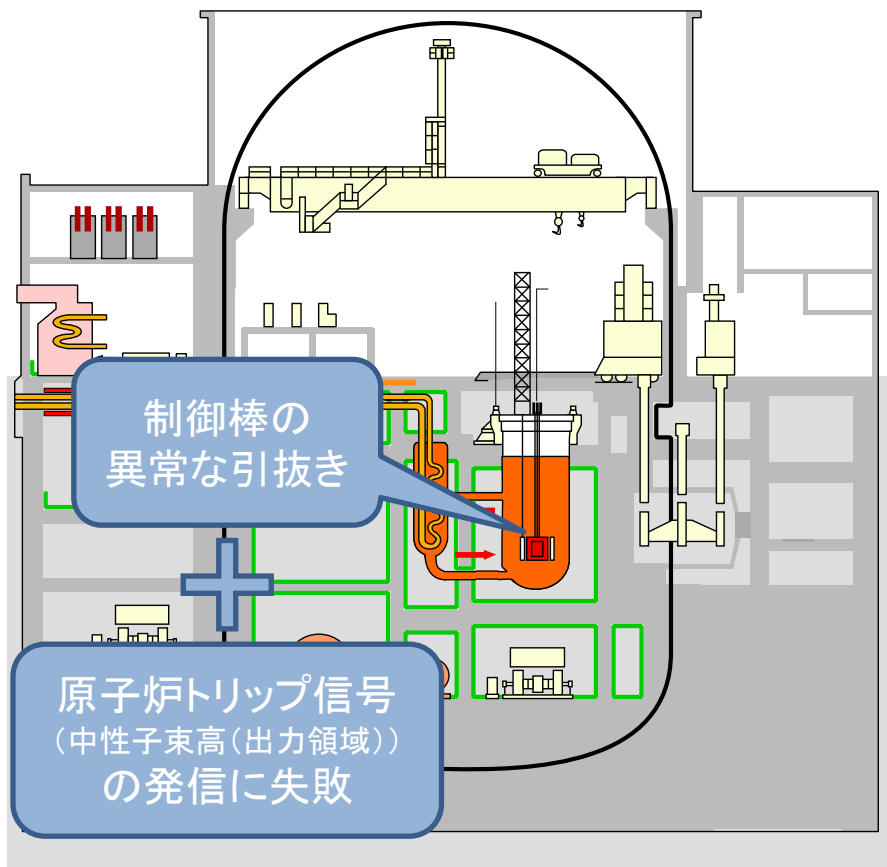 制御棒の
異常な引抜き
原子炉トリップ信号
（中性子束高（出力領域））
の発信に失敗